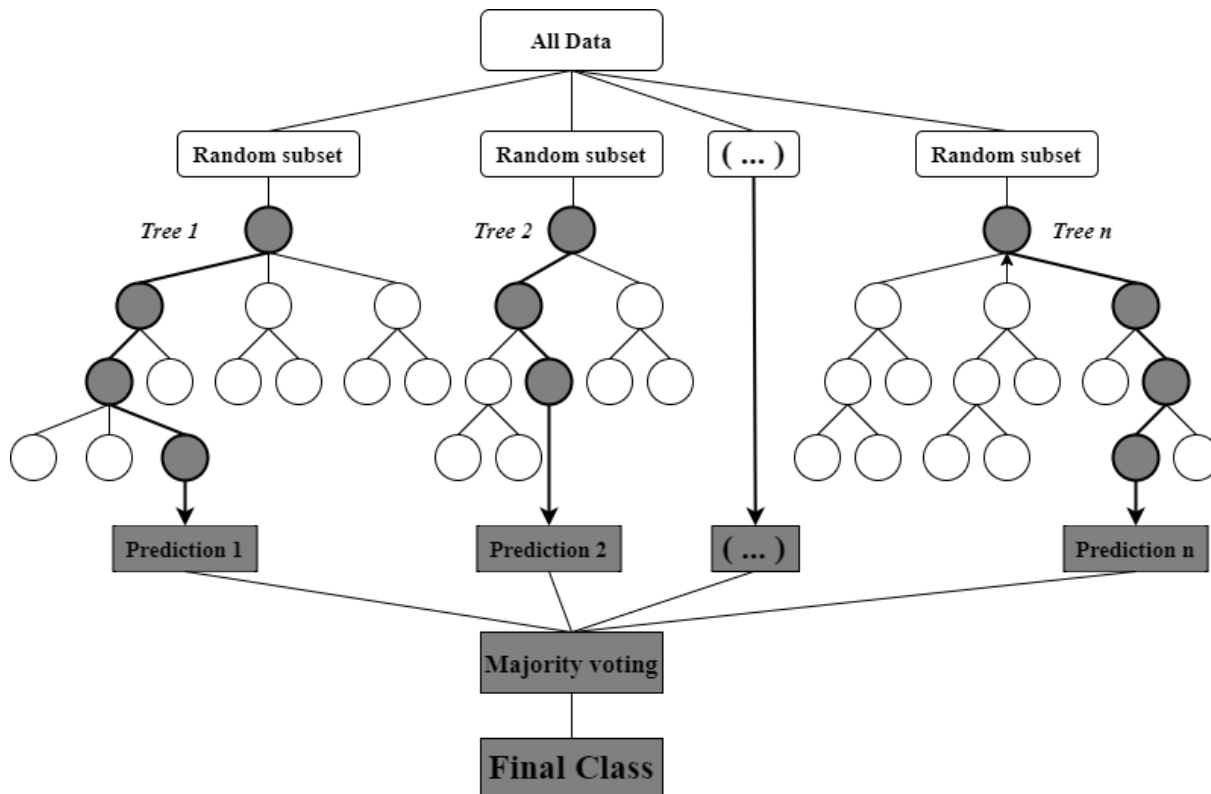 All Data
Random subset
Random subset
( ... )
Random subset
Tree 1
Tree 2
Tree n
Prediction 1
Prediction 2
( ... )
Prediction n
Majority voting
Final Class